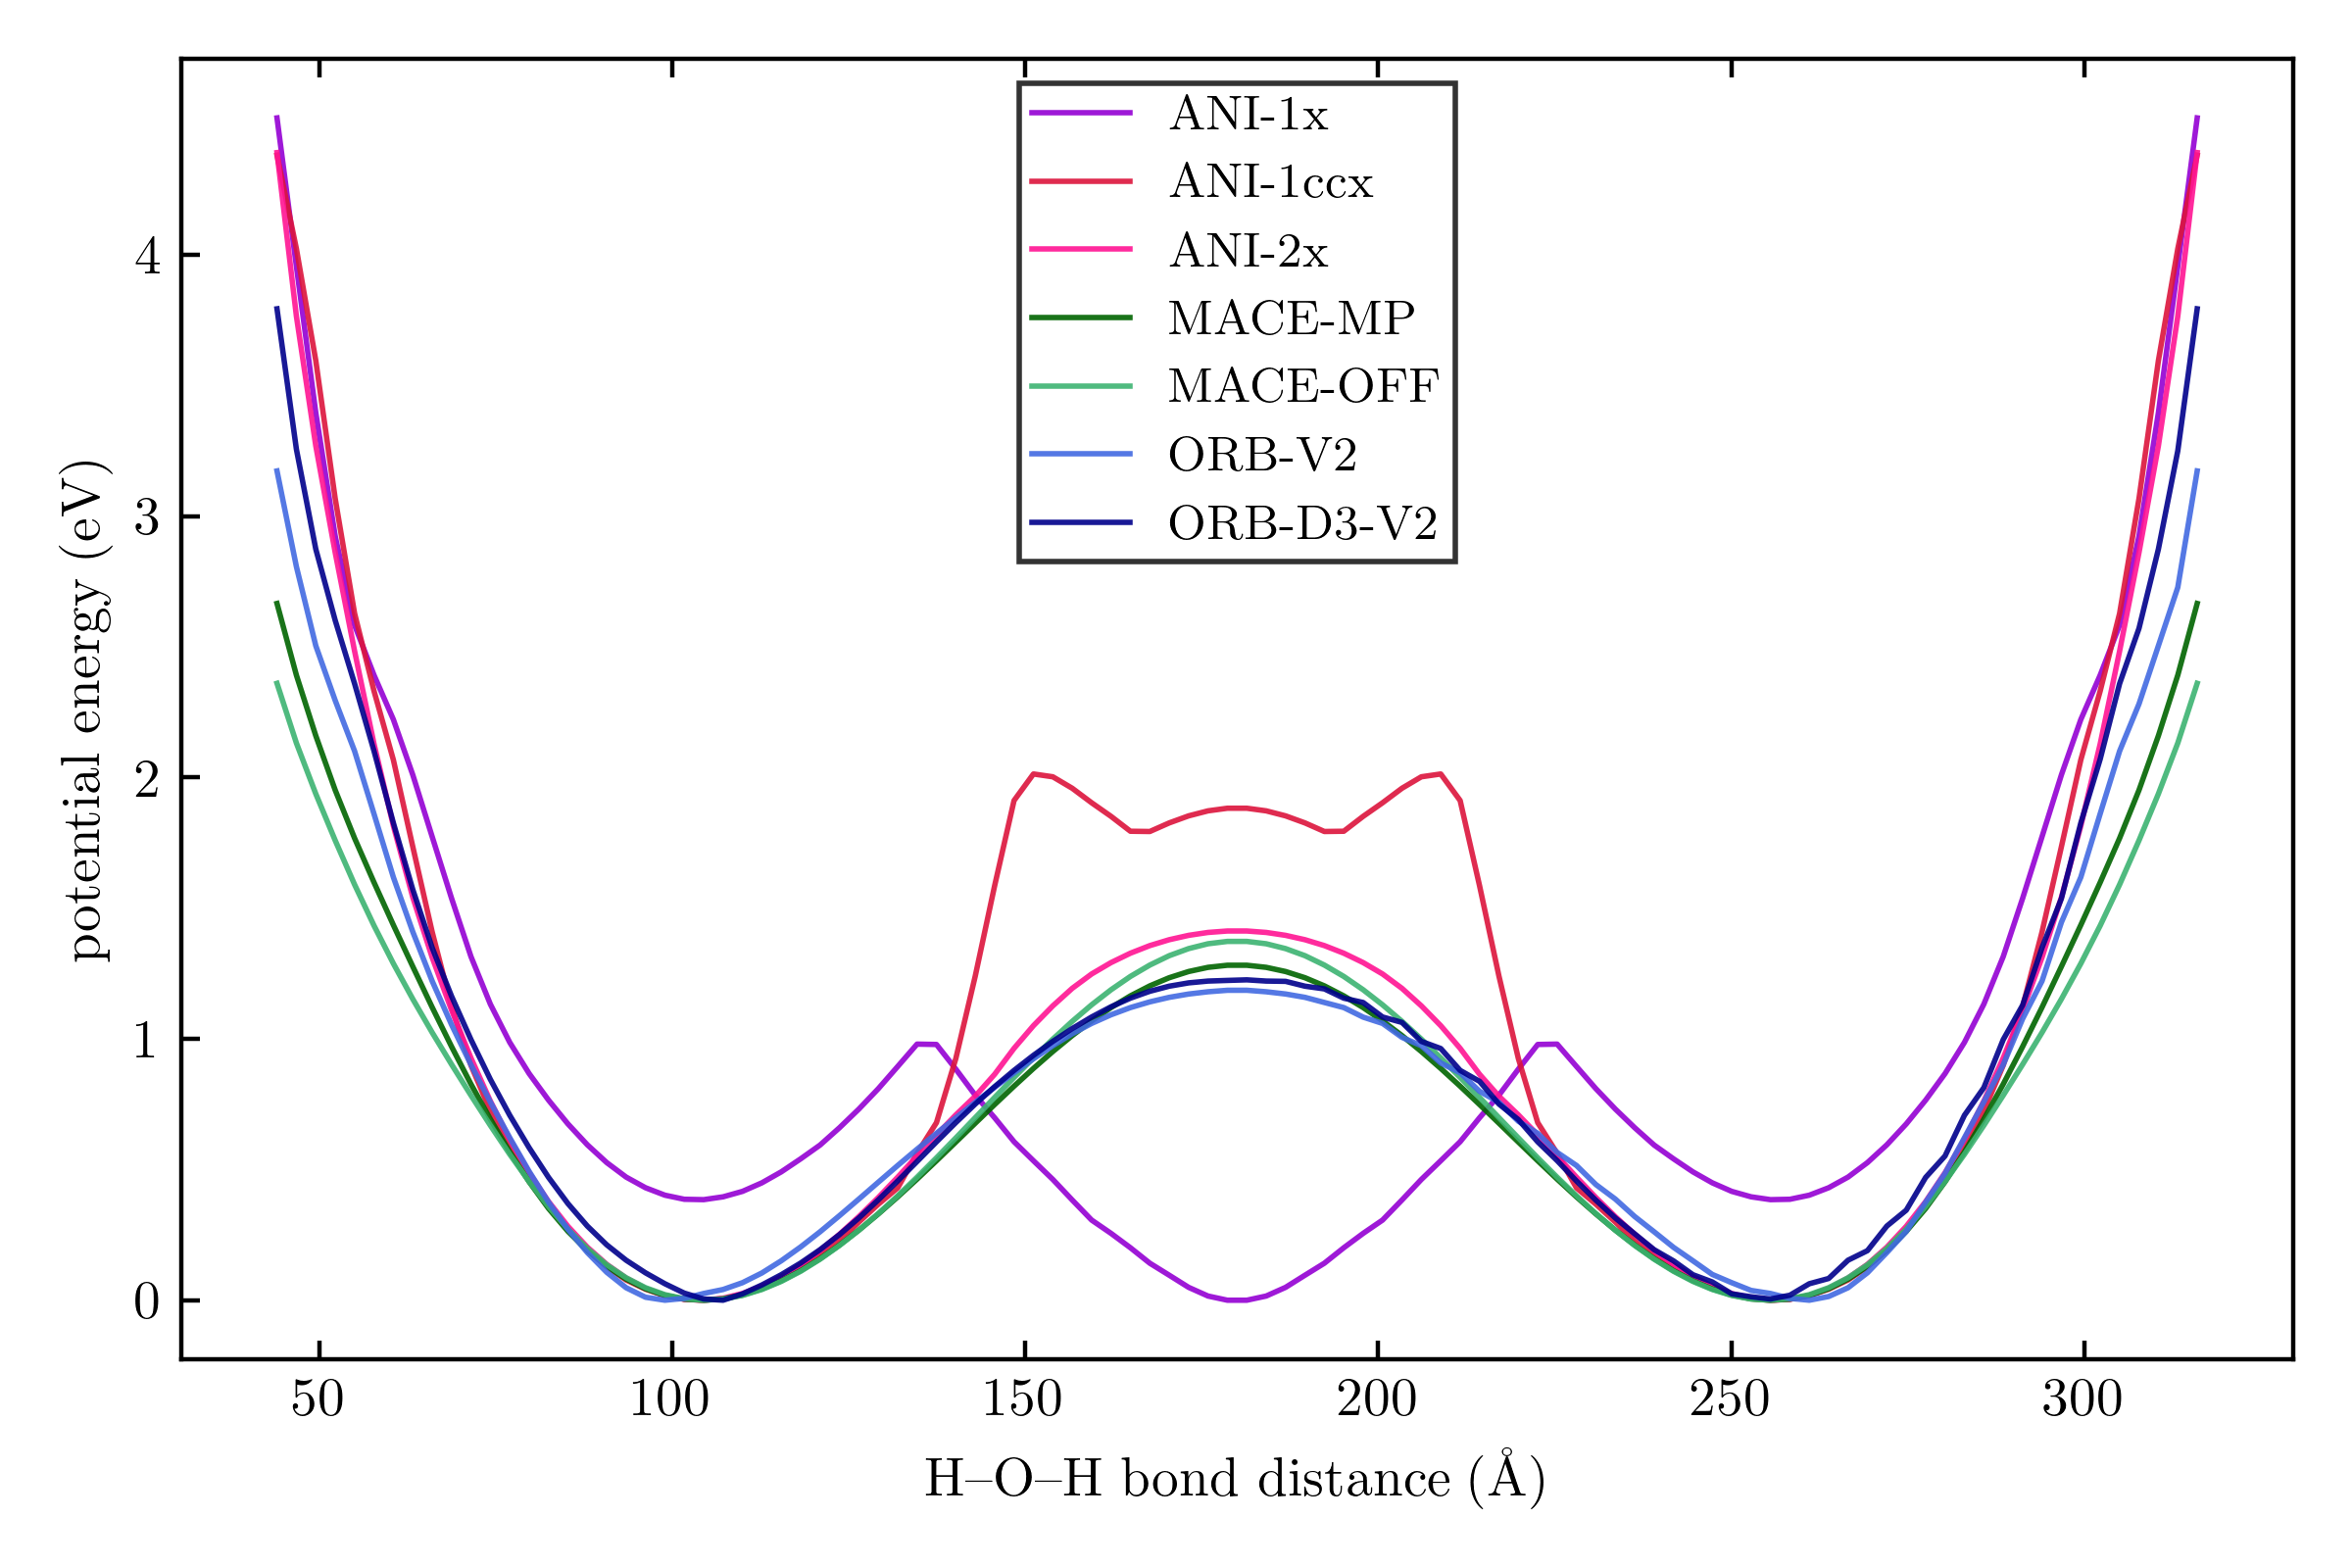 ANI-1x
ANI-1ccx
ANI-2x
MACE-MP
MACE-OFF
ORB-V2
ORB-D3-V2
potential energy (eV)
4
3
2
1
0
50 100 150 200 250 300
H–O–H bond distance (Å)